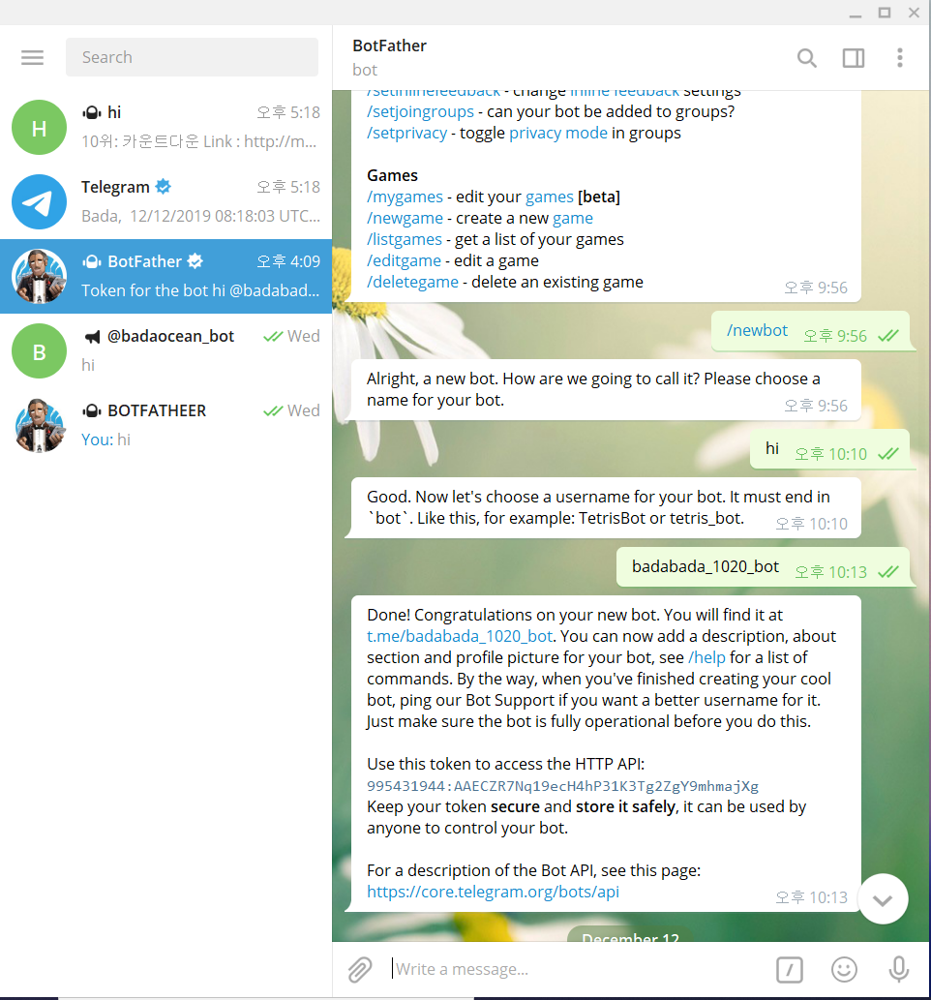 Search
hi
오후 5:18
10위: 카운트다운 Link : http://m...
Telegram
오후 5:18
Bada, 12/12/2019 08:18:03 UTC...
BotFather
오후 4:09
Token for the bot hi @badabad...
@badaocean_bot
Wed
hi
BOTFATHEER
Wed
You: hi
BotFather
bot
/setinlinefeedback - change inline feedback settings
/setjoingroups - can your bot be added to groups?
/setprivacy - toggle privacy mode in groups
Games
/mygames - edit your games [beta]
/newgame - create a new game
/listgames - get a list of your games
/editgame - edit a game
/deletegame - delete an existing game
오후 9:56
/newbot
오후 9:56
Alright, a new bot. How are we going to call it? Please choose a
name for your bot.
오후 9:56
hi
오후 10:10
Good. Now let's choose a username for your bot. It must end in
`bot`. Like this, for example: TetrisBot or tetris_bot.
오후 10:10
badabada_1020_bot
오후 10:13
Done! Congratulations on your new bot. You will find it at
t.me/badabada_1020_bot. You can now add a description, about
section and profile picture for your bot, see /help for a list of
commands. By the way, when you've finished creating your cool
bot, ping our Bot Support if you want a better username for it.
Just make sure the bot is fully operational before you do this.
Use this token to access the HTTP API:
995431944:AAECZR7Nq19ecH4hP31K3Tg2ZgY9mhmajXg
Keep your token secure and store it safely, it can be used by
anyone to control your bot.
For a description of the Bot API, see this page:
https://core.telegram.org/bots/api
오후 10:13
December 12
Write a message...
H
B